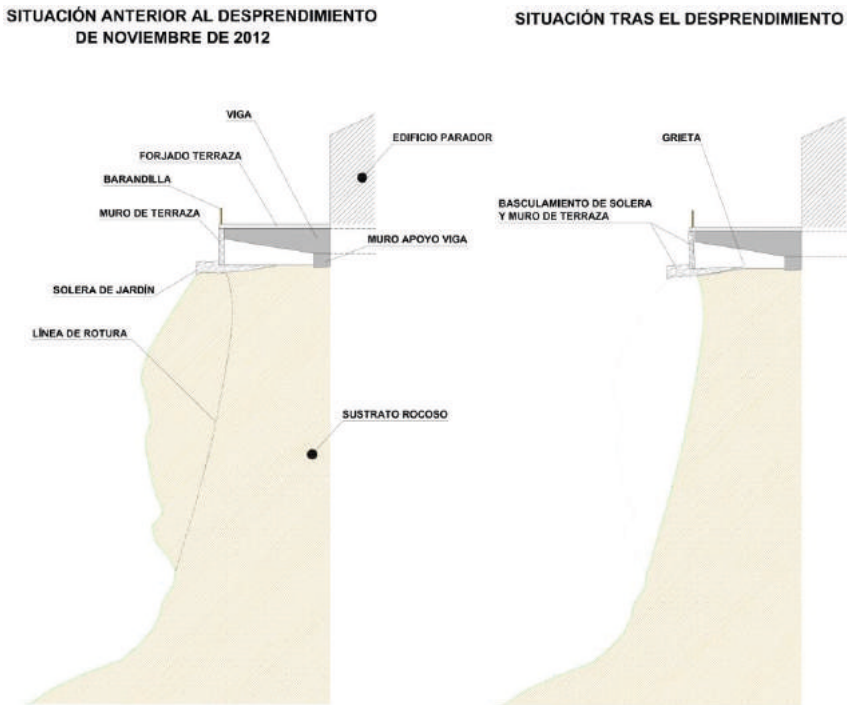 SITUACIÓN ANTERIOR AL DESPRENDIMIENTO
DE NOVIEMBRE DE 2012
VIGA
FORJADO TERRAZA
EDIFICIO PARADOR
BARANDILLA
MURO DE TERRAZA
MURO APOYO VIGA
SOLERA DE JARDÍN
LÍNEA DE ROTURA
SUSTRATO ROCOSO
SITUACIÓN TRAS EL DESPRENDIMIENTO
GRIETA
BASCULAMIENTO DE SOLERA
Y MURO DE TERRAZA